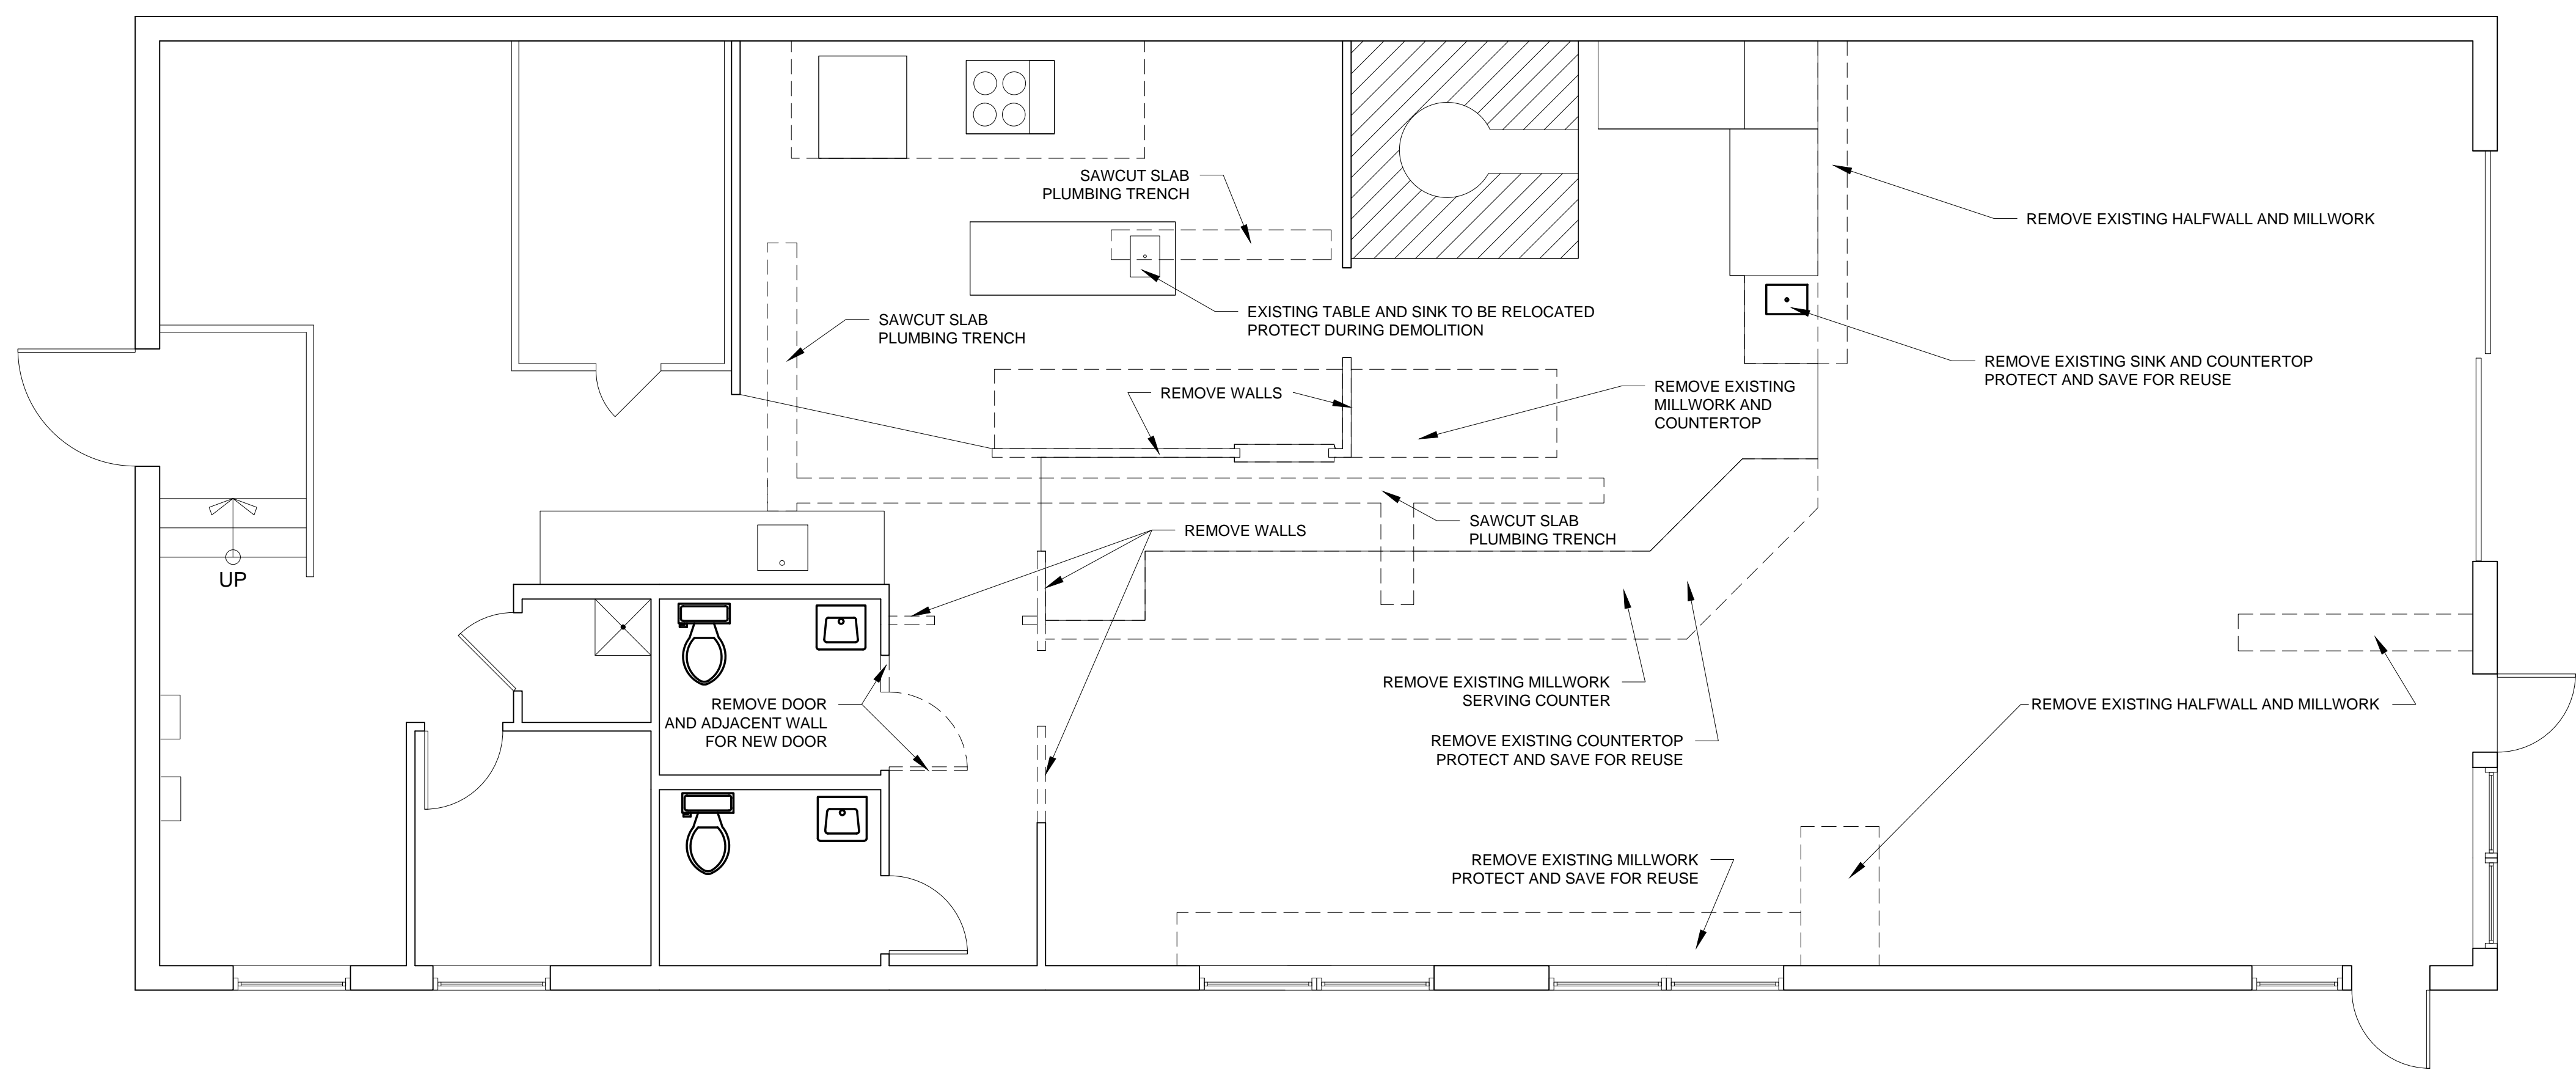 SAWCUT SLAB
PLUMBING TRENCH
REMOVE EXISTING HALFWALL AND MILLWORK
EXISTING TABLE AND SINK TO BE RELOCATED
PROTECT DURING DEMOLITION
SAWCUT SLAB
PLUMBING TRENCH
REMOVE EXISTING SINK AND COUNTERTOP
PROTECT AND SAVE FOR REUSE
REMOVE WALLS
REMOVE EXISTING
MILLWORK AND
COUNTERTOP
SAWCUT SLAB
PLUMBING TRENCH
REMOVE WALLS
UP
REMOVE EXISTING MILLWORK
SERVING COUNTER
REMOVE DOOR
AND ADJACENT WALL
FOR NEW DOOR
REMOVE EXISTING HALFWALL AND MILLWORK
REMOVE EXISTING COUNTERTOP
PROTECT AND SAVE FOR REUSE
REMOVE EXISTING MILLWORK
PROTECT AND SAVE FOR REUSE